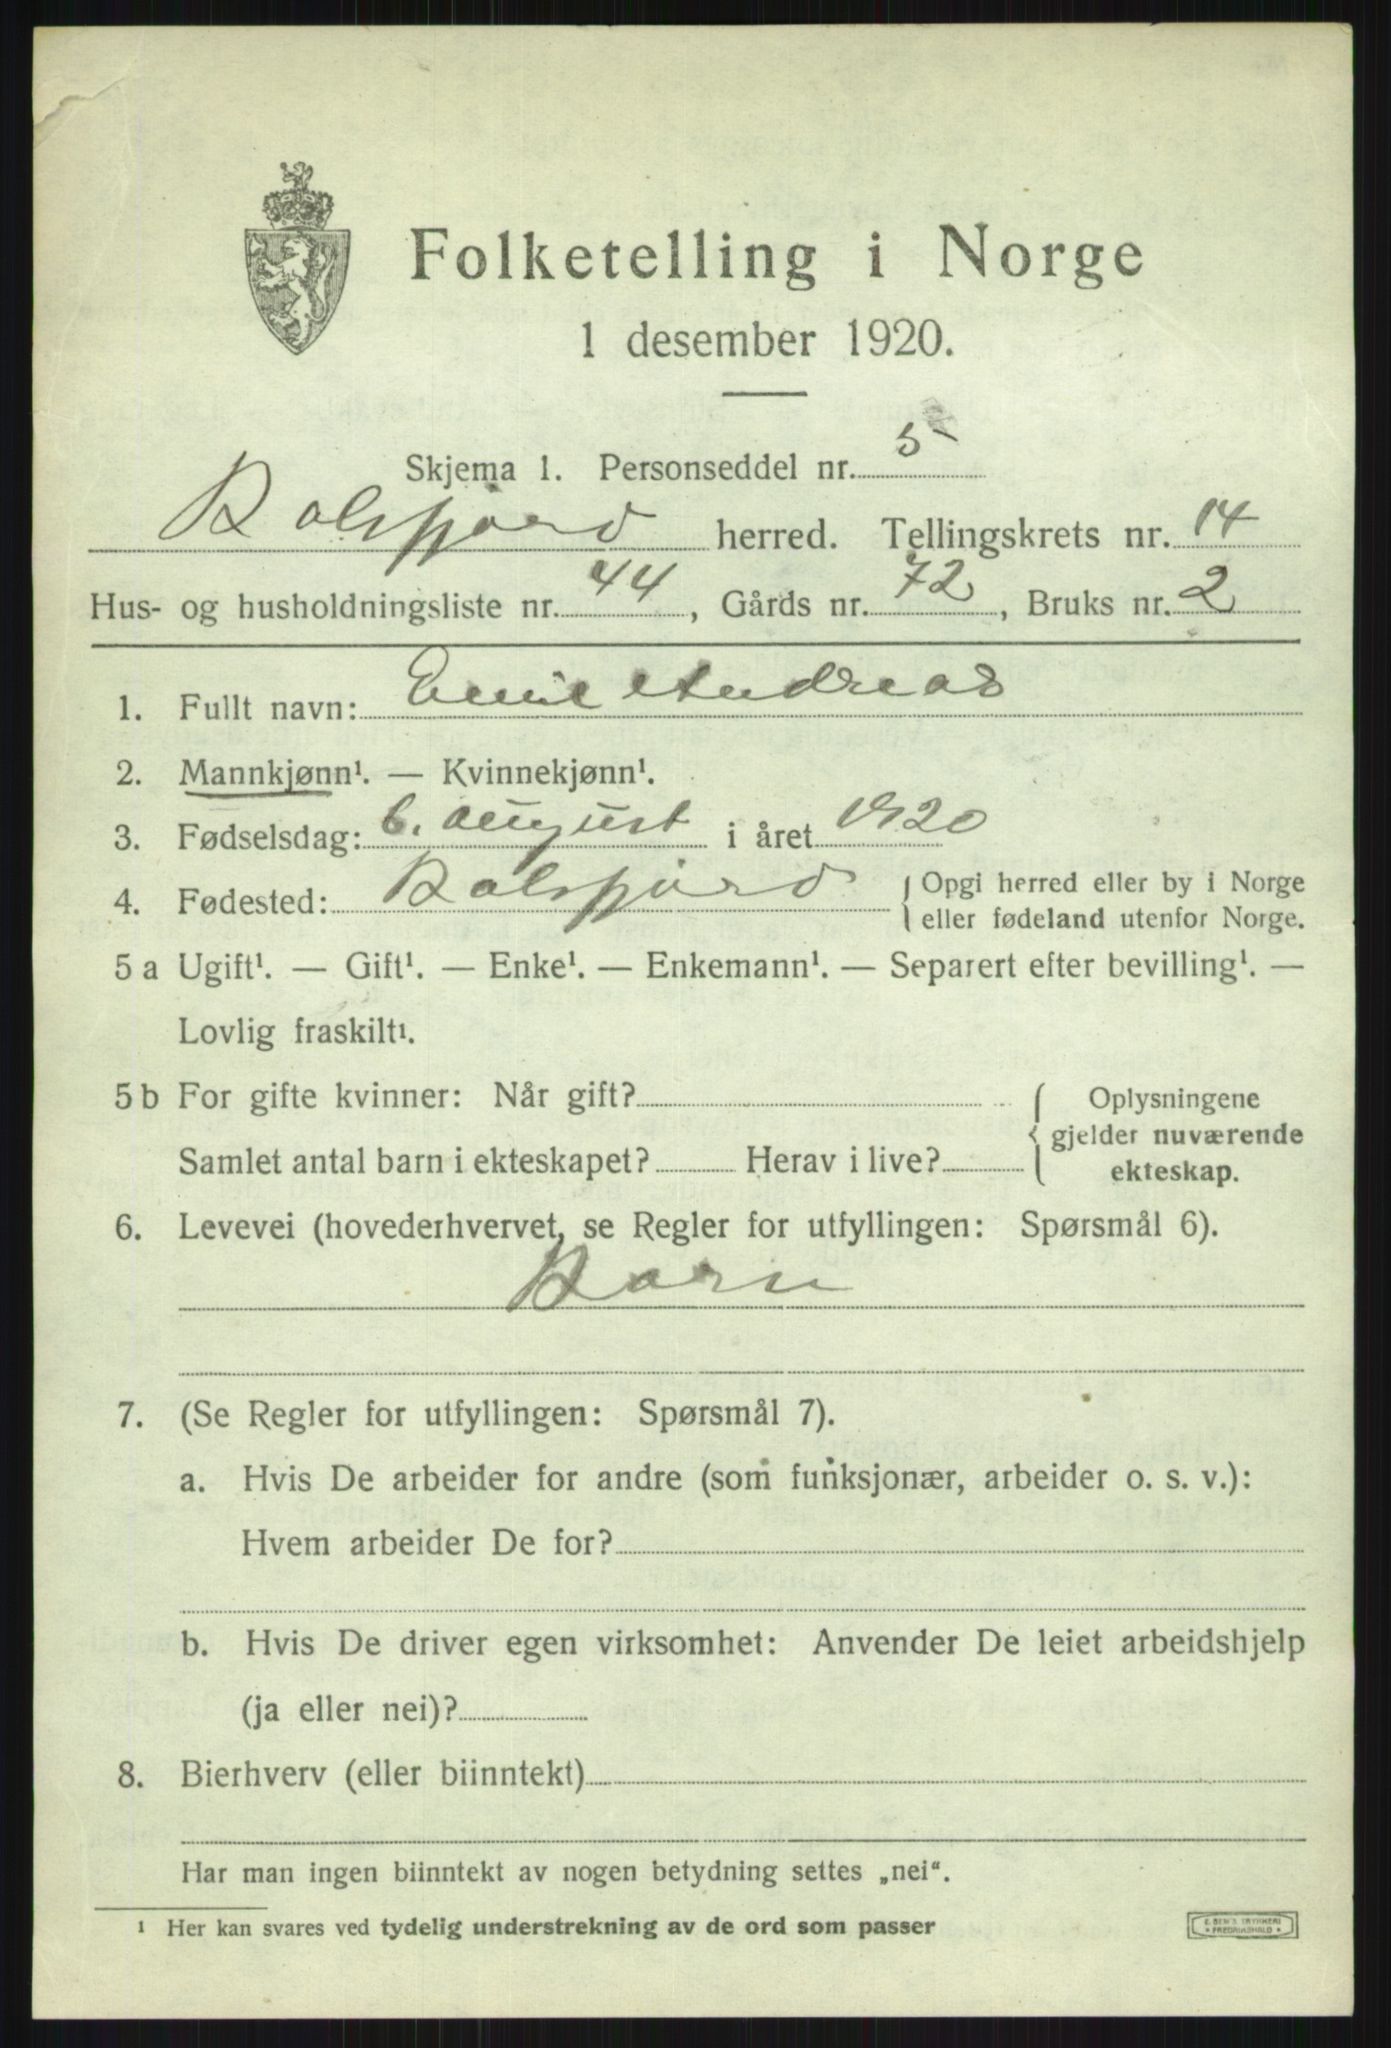 Folketelling i Norge
1 desember 1920.
Skjema 1. Personseddel nr. 5
Balsfjord herred. Tellingskrets nr. 14
Hus- og husholdningsliste nr. 44, Gårds nr. 72, Bruks nr. 2
1. Fullt navn: Emil Andreas
2. Mannkjønn¹. — Kvinnekjønn¹.
3. Fødselsdag: 6. august i året 1920
4. Fødested: Balsfjord { Opgi herred eller by i Norge
eller fødeland utenfor Norge.
5 a Ugift¹. — Gift¹. — Enke¹. — Enkemann¹. — Separert efter bevilling¹. —
Lovlig fraskilt¹.
5 b For gifte kvinner: Når gift? { Oplysningene
gjelder nuværende
Samlet antal barn i ekteskapet? Herav i live? ekteskap.
6. Levevei (hovederhvervet, se Regler for utfyllingen: Spørsmål 6).
Barn
7. (Se Regler for utfyllingen: Spørsmål 7).
a. Hvis De arbeider for andre (som funksjonær, arbeider o. s. v.):
Hvem arbeider De for?
b. Hvis De driver egen virksomhet: Anvender De leiet arbeidshjelp
(ja eller nei)?
8. Bierhverv (eller biinntekt)
Har man ingen biinntekt av nogen betydning settes „nei“.
¹ Her kan svares ved tydelig understrekning av de ord som passer
TRYKKERI
FREDRIKSHALD